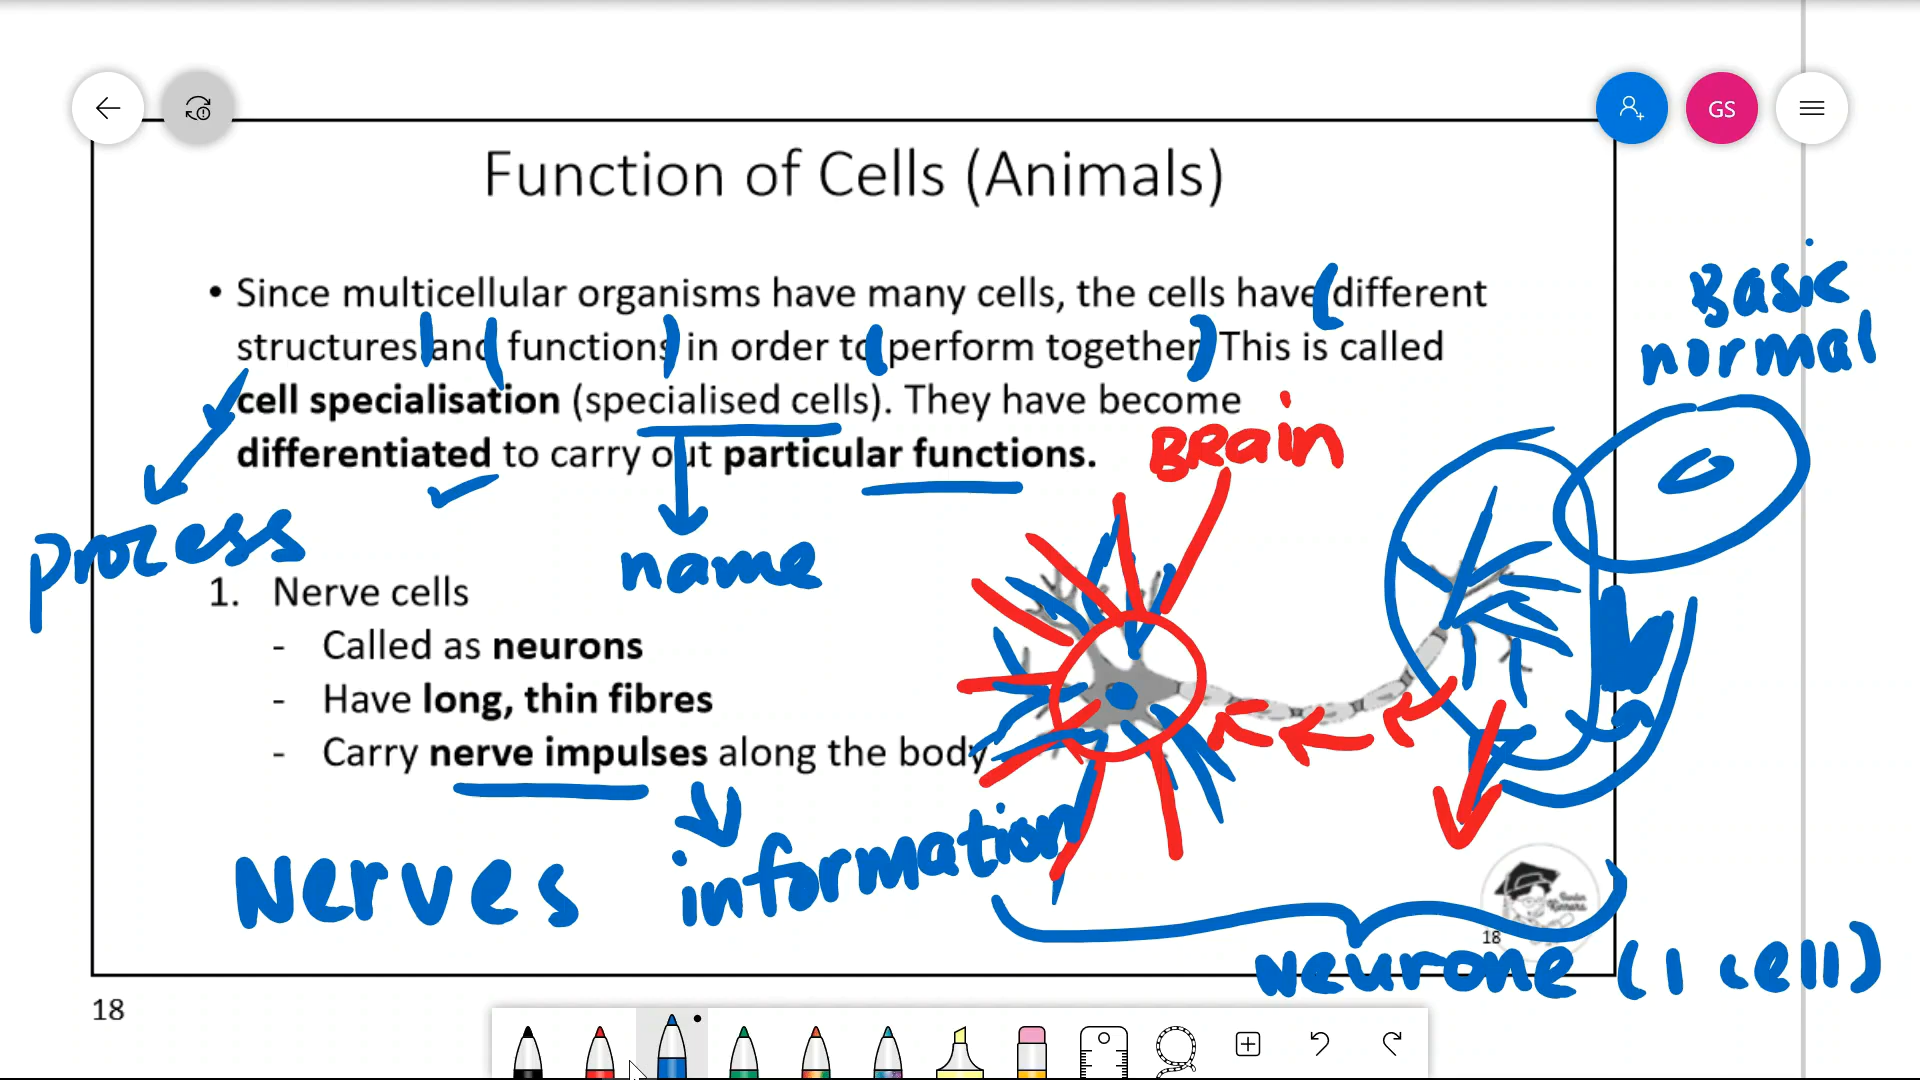 GS
Function of Cells (Animals)
• Since multicellular organisms have many cells, the cells have different
structures and functions in order to perform together. This is called
cell specialisation (specialised cells). They have become
differentiated to carry out particular functions.
Basic
normal
Brain
process
name
1. Nerve cells
- Called as neurons
- Have long, thin fibres
- Carry nerve impulses along the body
Nerves
information
18
Neurone (1 cell)
18